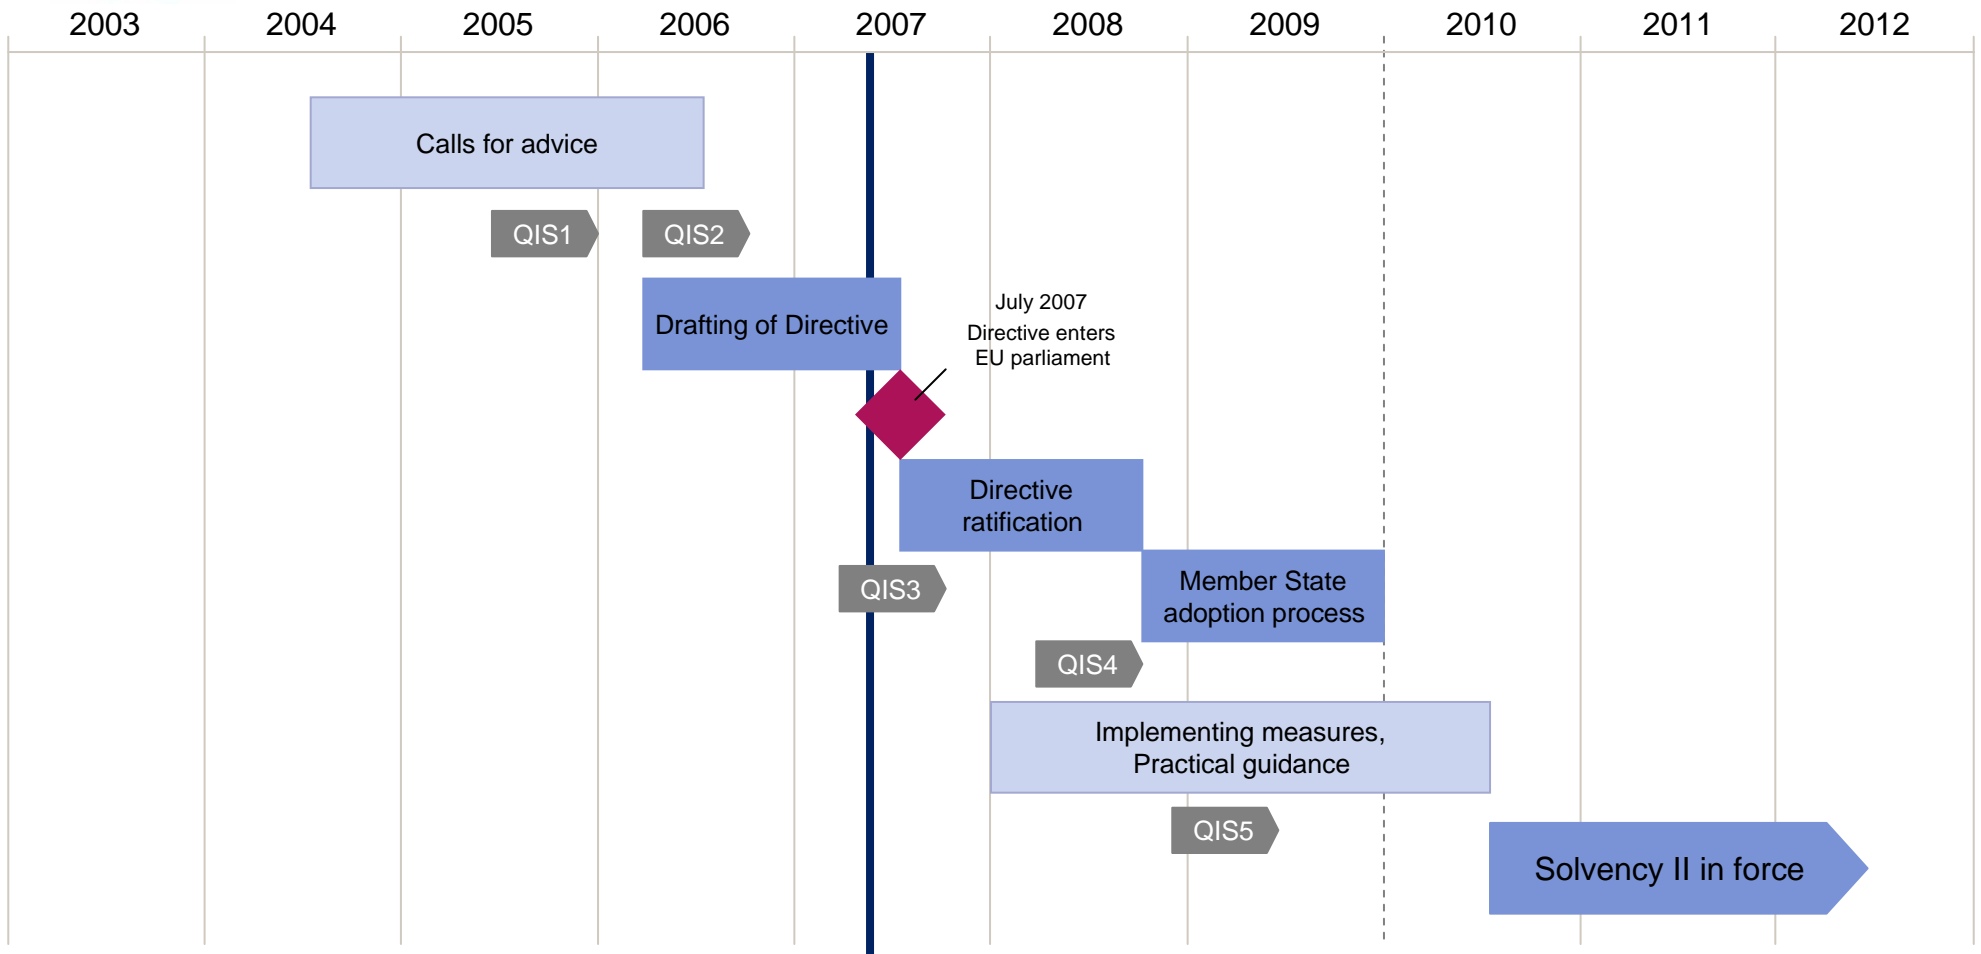 2003 2004 2005 2006 2007 2008 2009 2010 2011 2012
Calls for advice
QIS1 QIS2
Drafting of Directive
July 2007
Directive enters
EU parliament
Directive
ratification
QIS3
Member State
adoption process
QIS4
Implementing measures,
Practical guidance
QIS5
Solvency II in force